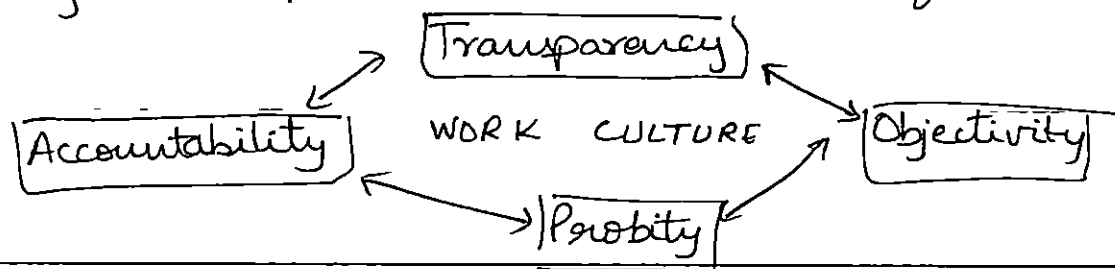 Transparency
Accountability WORK CULTURE Objectivity
Probity